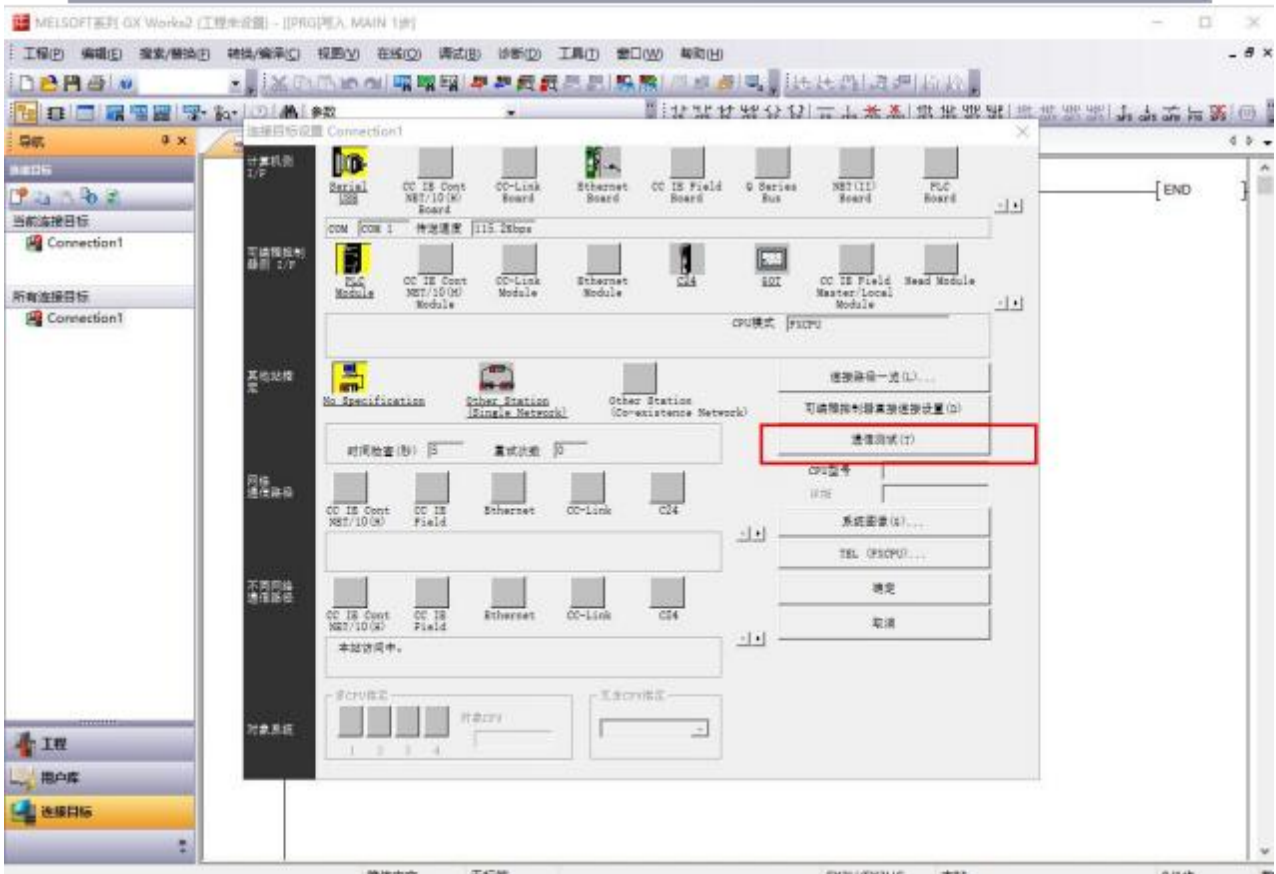 MELSOFT系列 GX Works2 (工程未设置) - [[PRG]写入 MAIN 1步]
工程(P) 编辑(E) 搜索/替换(F) 转换/编译(C) 视图(V) 在线(O) 调试(B) 诊断(D) 工具(T) 窗口(W) 帮助(H)
参数
导航
连接目标
当前连接目标
Connection1
所有连接目标
Connection1
工程
用户库
连接目标
连接目标设置 Connection1
计算机侧
I/F
Serial
USB
CC IE Cont
NET/10(H)
Board
CC-Link
Board
Ethernet
Board
CC IE Field
Board
Q Series
Bus
NET(II)
Board
PLC
Board
COM COM 1 传送速度 115.2Kbps
可编程控制
器侧 I/F
PLC
Module
CC IE Cont
NET/10(H)
Module
CC-Link
Module
Ethernet
Module
C24
GOT
CC IE Field
Master/Local
Module
Head Module
CPU模式 FXCPU
其他站指
定
No Specification
Other Station
(Single Network)
Other Station
(Co-existence Network)
时间检查(秒) 5 重试次数 0
连接路径一览(L)...
可编程控制器直接连接设置(D)
通信测试(T)
CPU型号
详细
系统图像(G)...
TEL (FXCPU)...
确定
取消
网络
通信路径
CC IE Cont
NET/10(H)
CC IE
Field
Ethernet
CC-Link
C24
不同网络
通信路径
CC IE Cont
NET/10(H)
CC IE
Field
Ethernet
CC-Link
C24
本站访问中。
对象系统
多CPU指定
1 2 3 4
对象CPU
END